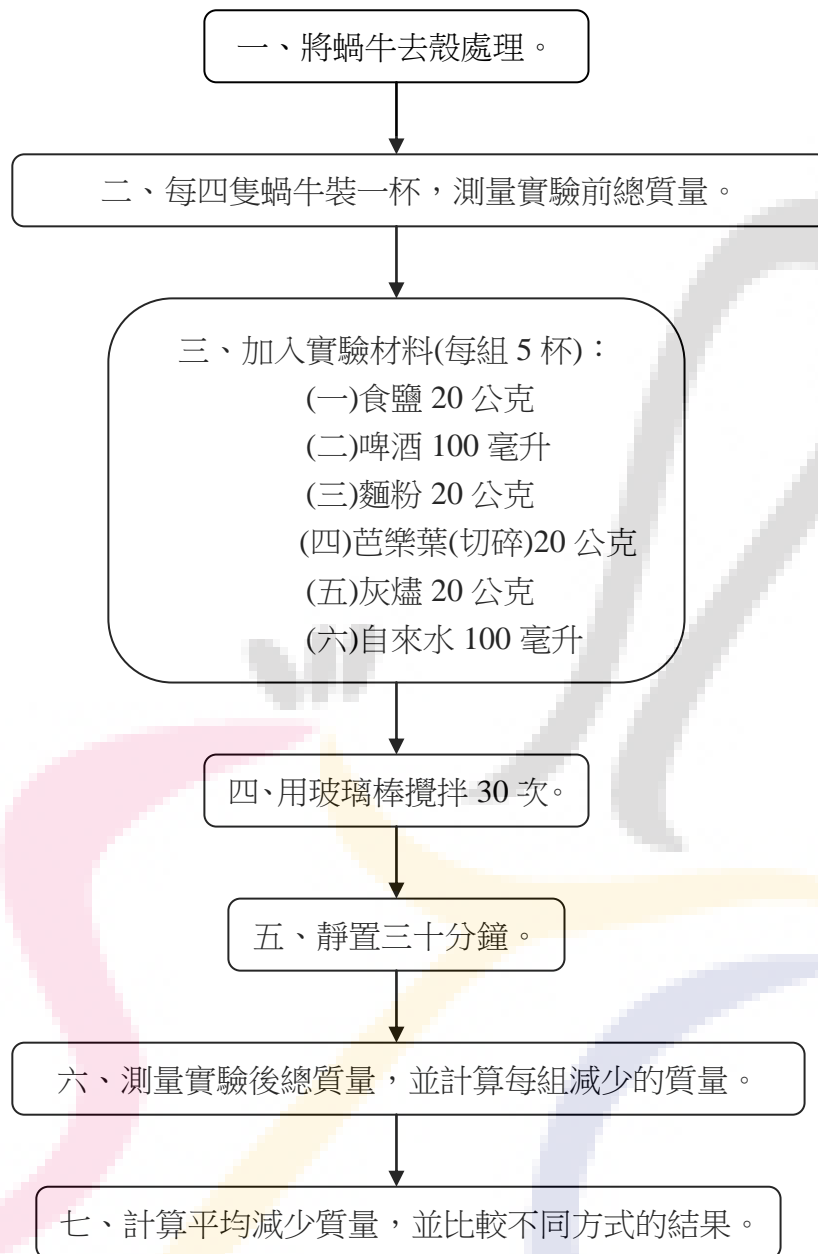 一、將蝸牛去殼處理。
二、每四隻蝸牛裝一杯，測量實驗前總質量。
三、加入實驗材料(每組 5 杯)：
(一)食鹽 20 公克
(二)啤酒 100 毫升
(三)麵粉 20 公克
(四)芭樂葉(切碎)20 公克
(五)灰燼 20 公克
(六)自來水 100 毫升
四、用玻璃棒攪拌 30 次。
五、靜置三十分鐘。
六、測量實驗後總質量，並計算每組減少的質量。
七、計算平均減少質量，並比較不同方式的結果。